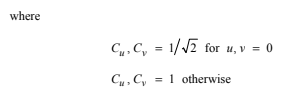 where
C_u , C_v = 1/√2 for u, v = 0
C_u , C_v = 1 otherwise